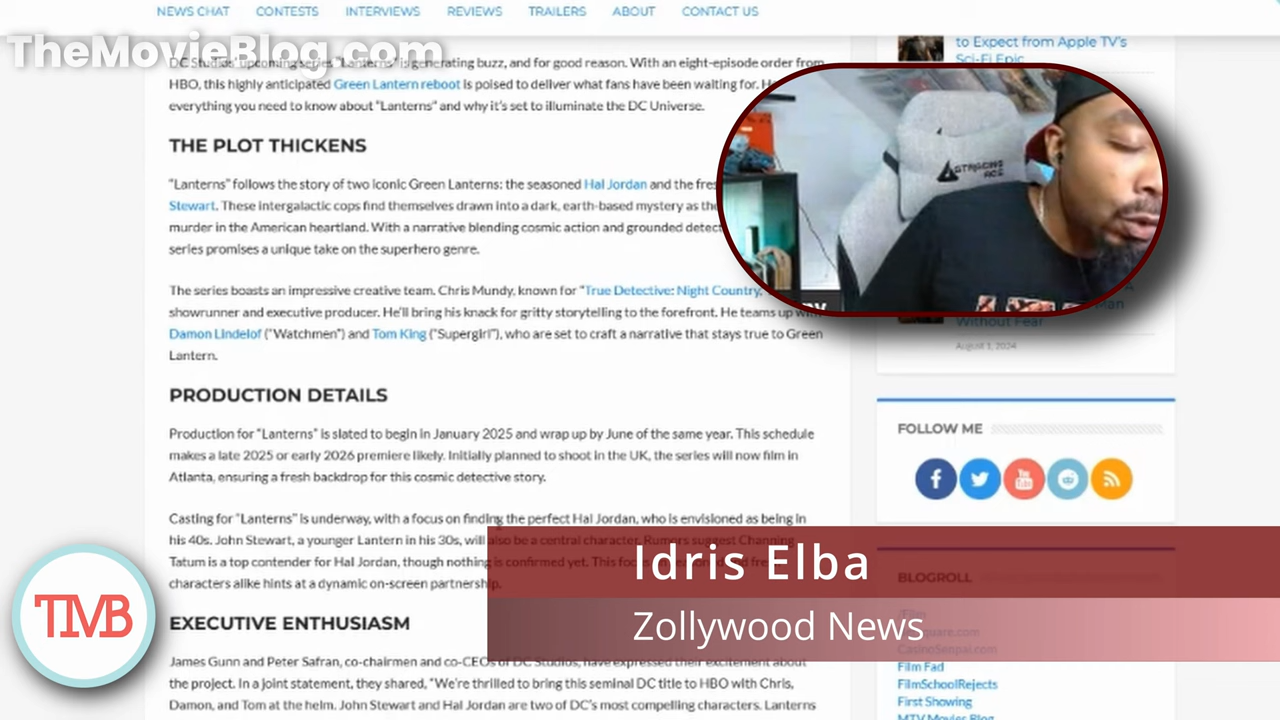 NEWS CHAT CONTESTS INTERVIEWS REVIEWS TRAILERS ABOUT CONTACT US
TheMovieBlog.com
DC Studios' upcoming series "Lanterns" is generating buzz, and for good reason. With an eight-episode order from
HBO, this highly anticipated Green Lantern reboot is poised to deliver what fans have been waiting for.
everything you need to know about "Lanterns" and why it's set to illuminate the DC Universe.
THE PLOT THICKENS
"Lanterns" follows the story of two iconic Green Lanterns: the seasoned Hal Jordan and the
Stewart. These intergalactic cops find themselves drawn into a dark, earth-based mystery as
murder in the American heartland. With a narrative blending cosmic action and grounded
series promises a unique take on the superhero genre.
The series boasts an impressive creative team. Chris Mundy, known for "True Detective: Night Country,
showrunner and executive producer. He'll bring his knack for gritty storytelling to the forefront. He teams up with
Damon Lindelof ("Watchmen") and Tom King ("Supergirl"), who are set to craft a narrative that stays true to Green
Lantern.
PRODUCTION DETAILS
Production for "Lanterns" is slated to begin in January 2025 and wrap up by June of the same year. This schedule
makes a late 2025 or early 2026 premiere likely. Initially planned to shoot in the UK, the series will now film in
Atlanta, ensuring a fresh backdrop for this cosmic detective story.
Casting for "Lanterns" is underway, with a focus on finding the perfect Hal Jordan, who is envisioned as being in
his 40s. John Stewart, a younger Lantern in his 30s, will also be a central character. Rumors suggest Channing
Tatum is a top contender for Hal Jordan, though nothing is confirmed yet. This focus on
characters alike hints at a dynamic on-screen partnership.
EXECUTIVE ENTHUSIASM
James Gunn and Peter Safran, co-chairmen and co-CEOs of DC Studios, have expressed their excitement about
the project. In a joint statement, they shared, "We're thrilled to bring this seminal DC title to HBO with Chris,
Damon, and Tom at the helm. John Stewart and Hal Jordan are two of DC's most compelling characters. Lanterns
to Expect from Apple TV's
Sci-Fi Epic
Without Fear
August 1, 2024
FOLLOW ME
BLOGROLL
/Film
CasinoSenpai.com
Film Fad
FilmSchoolRejects
First Showing
MTV Movies Blog
Idris Elba
Zollywood News
TMB